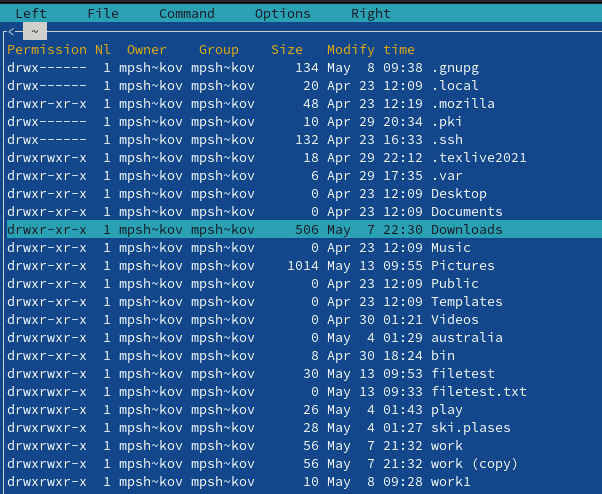 Left File Command Options Right
<- ~
Permission Nl Owner Group Size Modify time
drwx------ 1 mpsh~kov mpsh~kov 134 May 8 09:38 .gnupg
drwx------ 1 mpsh~kov mpsh~kov 20 Apr 23 12:09 .local
drwxr-xr-x 1 mpsh~kov mpsh~kov 48 Apr 23 12:19 .mozilla
drwx------ 1 mpsh~kov mpsh~kov 10 Apr 29 20:34 .pki
drwx------ 1 mpsh~kov mpsh~kov 132 Apr 23 16:33 .ssh
drwxrwxr-x 1 mpsh~kov mpsh~kov 18 Apr 29 22:12 .texlive2021
drwxr-xr-x 1 mpsh~kov mpsh~kov 6 Apr 29 17:35 .var
drwxr-xr-x 1 mpsh~kov mpsh~kov 0 Apr 23 12:09 Desktop
drwxr-xr-x 1 mpsh~kov mpsh~kov 0 Apr 23 12:09 Documents
drwxr-xr-x 1 mpsh~kov mpsh~kov 506 May 7 22:30 Downloads
drwxr-xr-x 1 mpsh~kov mpsh~kov 0 Apr 23 12:09 Music
drwxr-xr-x 1 mpsh~kov mpsh~kov 1014 May 13 09:55 Pictures
drwxr-xr-x 1 mpsh~kov mpsh~kov 0 Apr 23 12:09 Public
drwxr-xr-x 1 mpsh~kov mpsh~kov 0 Apr 23 12:09 Templates
drwxr-xr-x 1 mpsh~kov mpsh~kov 0 Apr 30 01:21 Videos
drwxrwxr-x 1 mpsh~kov mpsh~kov 0 May 4 01:29 australia
drwxr-xr-x 1 mpsh~kov mpsh~kov 8 Apr 30 18:24 bin
drwxrwxr-x 1 mpsh~kov mpsh~kov 30 May 13 09:53 filetest
drwxrwxr-x 1 mpsh~kov mpsh~kov 0 May 13 09:33 filetest.txt
drwxrwxr-x 1 mpsh~kov mpsh~kov 26 May 4 01:43 play
drwxrwxr-x 1 mpsh~kov mpsh~kov 28 May 4 01:27 ski.plases
drwxrwxr-x 1 mpsh~kov mpsh~kov 56 May 7 21:32 work
drwxrwxr-x 1 mpsh~kov mpsh~kov 56 May 7 21:32 work (copy)
drwxrwxr-x 1 mpsh~kov mpsh~kov 10 May 8 09:28 work1